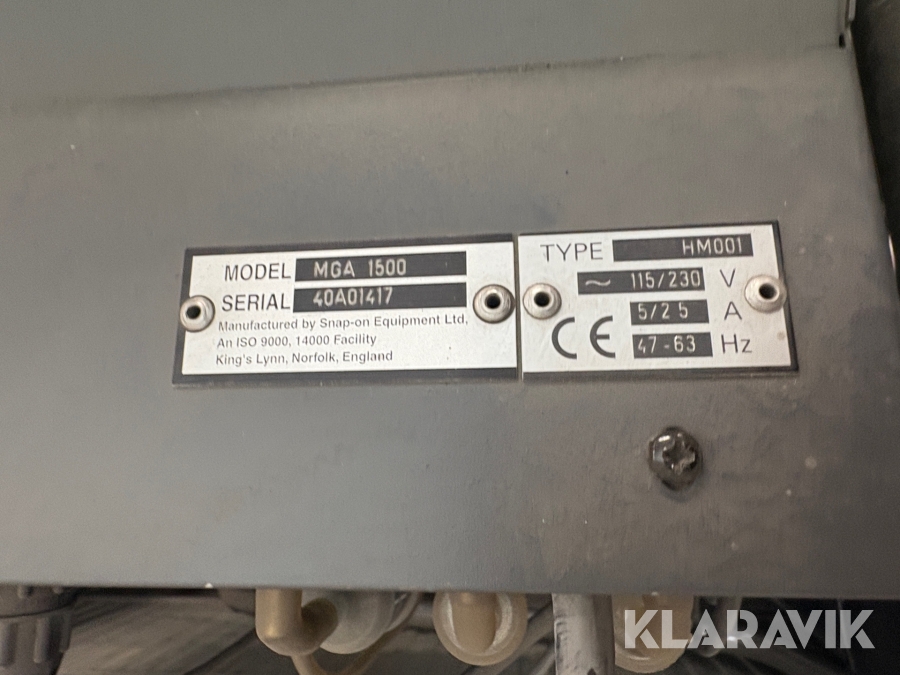 MODEL MGA 1500
SERIAL 40A01417
Manufactured by Snap-on Equipment Ltd,
An ISO 9000, 14000 Facility
King's Lynn, Norfolk, England
TYPE HM001
~ 115/230 V
5/2 5 A
CE 47-63 Hz
KLARAVIK